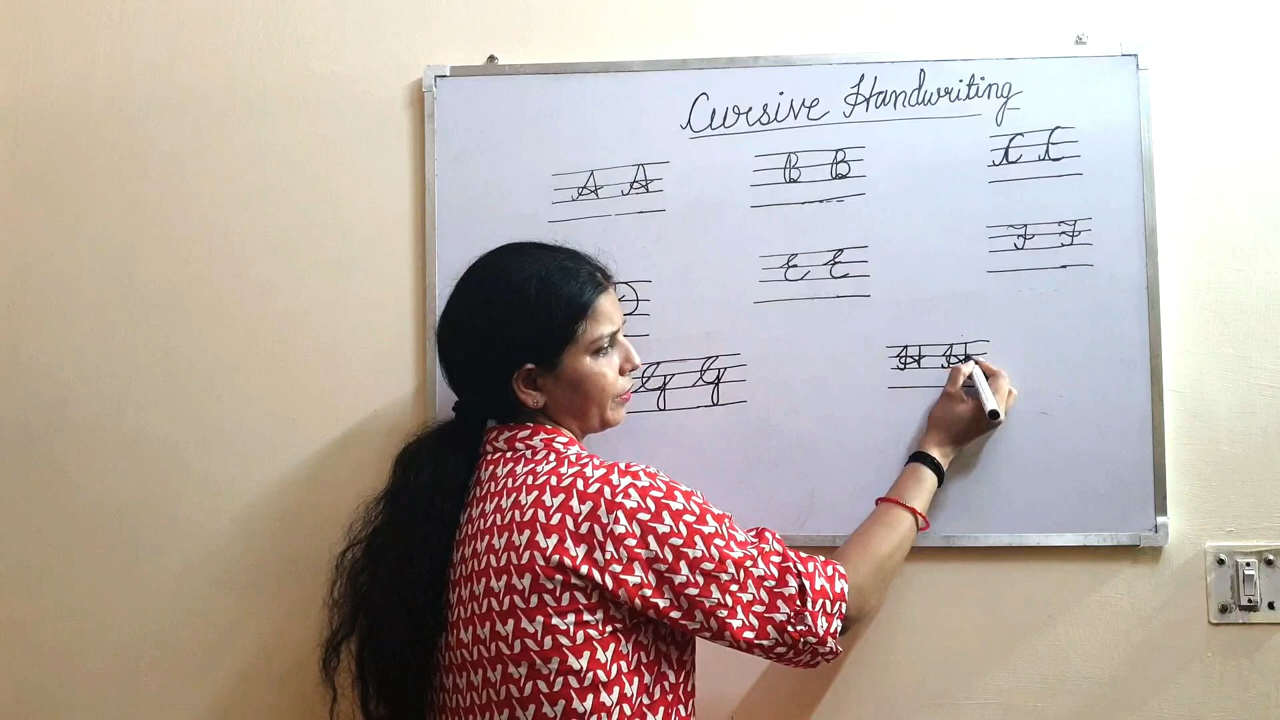 Cursive Handwriting
A A
B B
C C
D
E E
F F
G G
H H